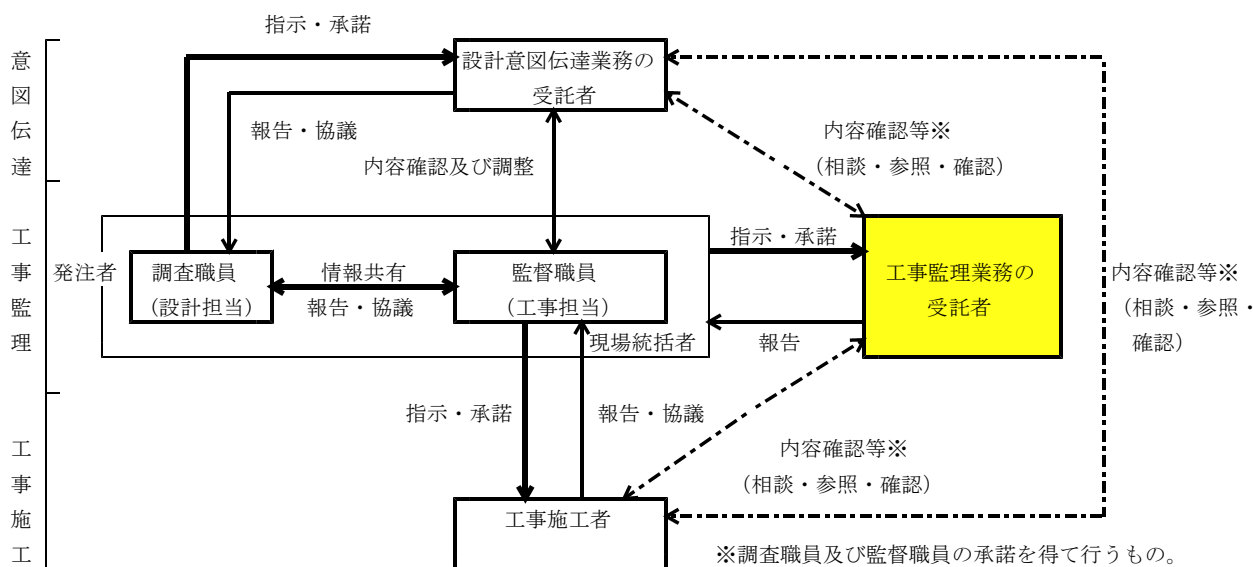 指示・承諾
意図伝達
設計意図伝達業務の
受託者
報告・協議
内容確認及び調整
内容確認等※
(相談・参照・確認)
工事監理
発注者
調査職員
(設計担当)
情報共有
報告・協議
監督職員
(工事担当)
現場統括者
指示・承諾
報告
工事監理業務の
受託者
内容確認等※
(相談・参照・
確認)
指示・承諾
報告・協議
内容確認等※
(相談・参照・確認)
工事施工
工事施工者
※調査職員及び監督職員の承諾を得て行うもの。